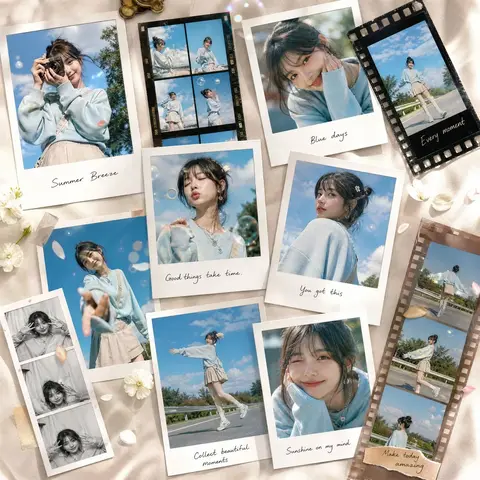 Summer Breeze
Blue days
Every moment
Good things take time.
You got this
Collect beautiful
moments
Sunshine on my mind
Make today
amazing